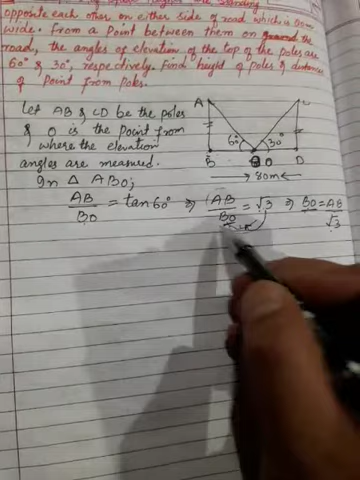 opposite each other on either side of road which is 80m
wide. From a Point between them on the
road, the angles of elevation of the top of the poles are
60° & 30°, respectively. Find height of Poles & distances
of Point from Poles.
Let AB & CD be the poles
& O is the point from
where the elevation
angles are measured.
A
60° 30°
B O D
80m
In Δ ABO;
AB/BO = tan60° ⇒ AB/BO = √3 ⇒ BO = AB/√3